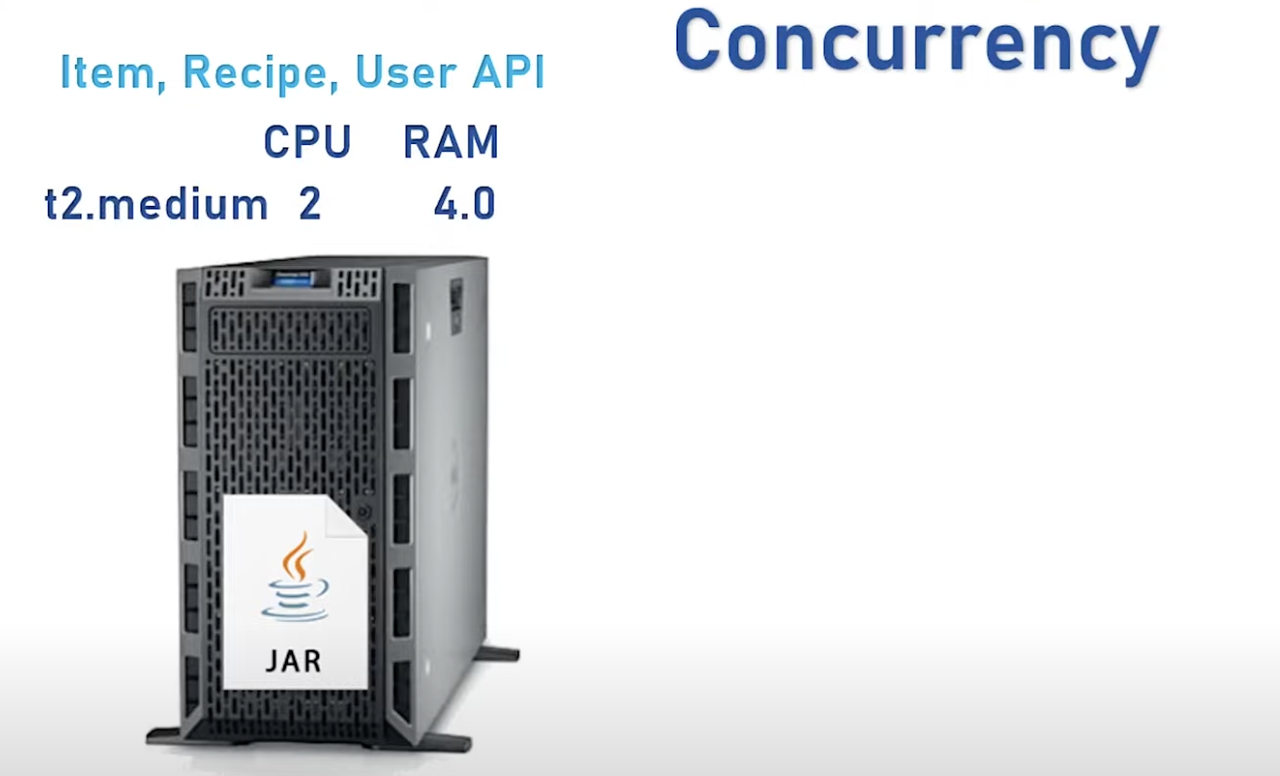 Concurrency
Item, Recipe, User API
CPU RAM
t2.medium 2 4.0
JAR